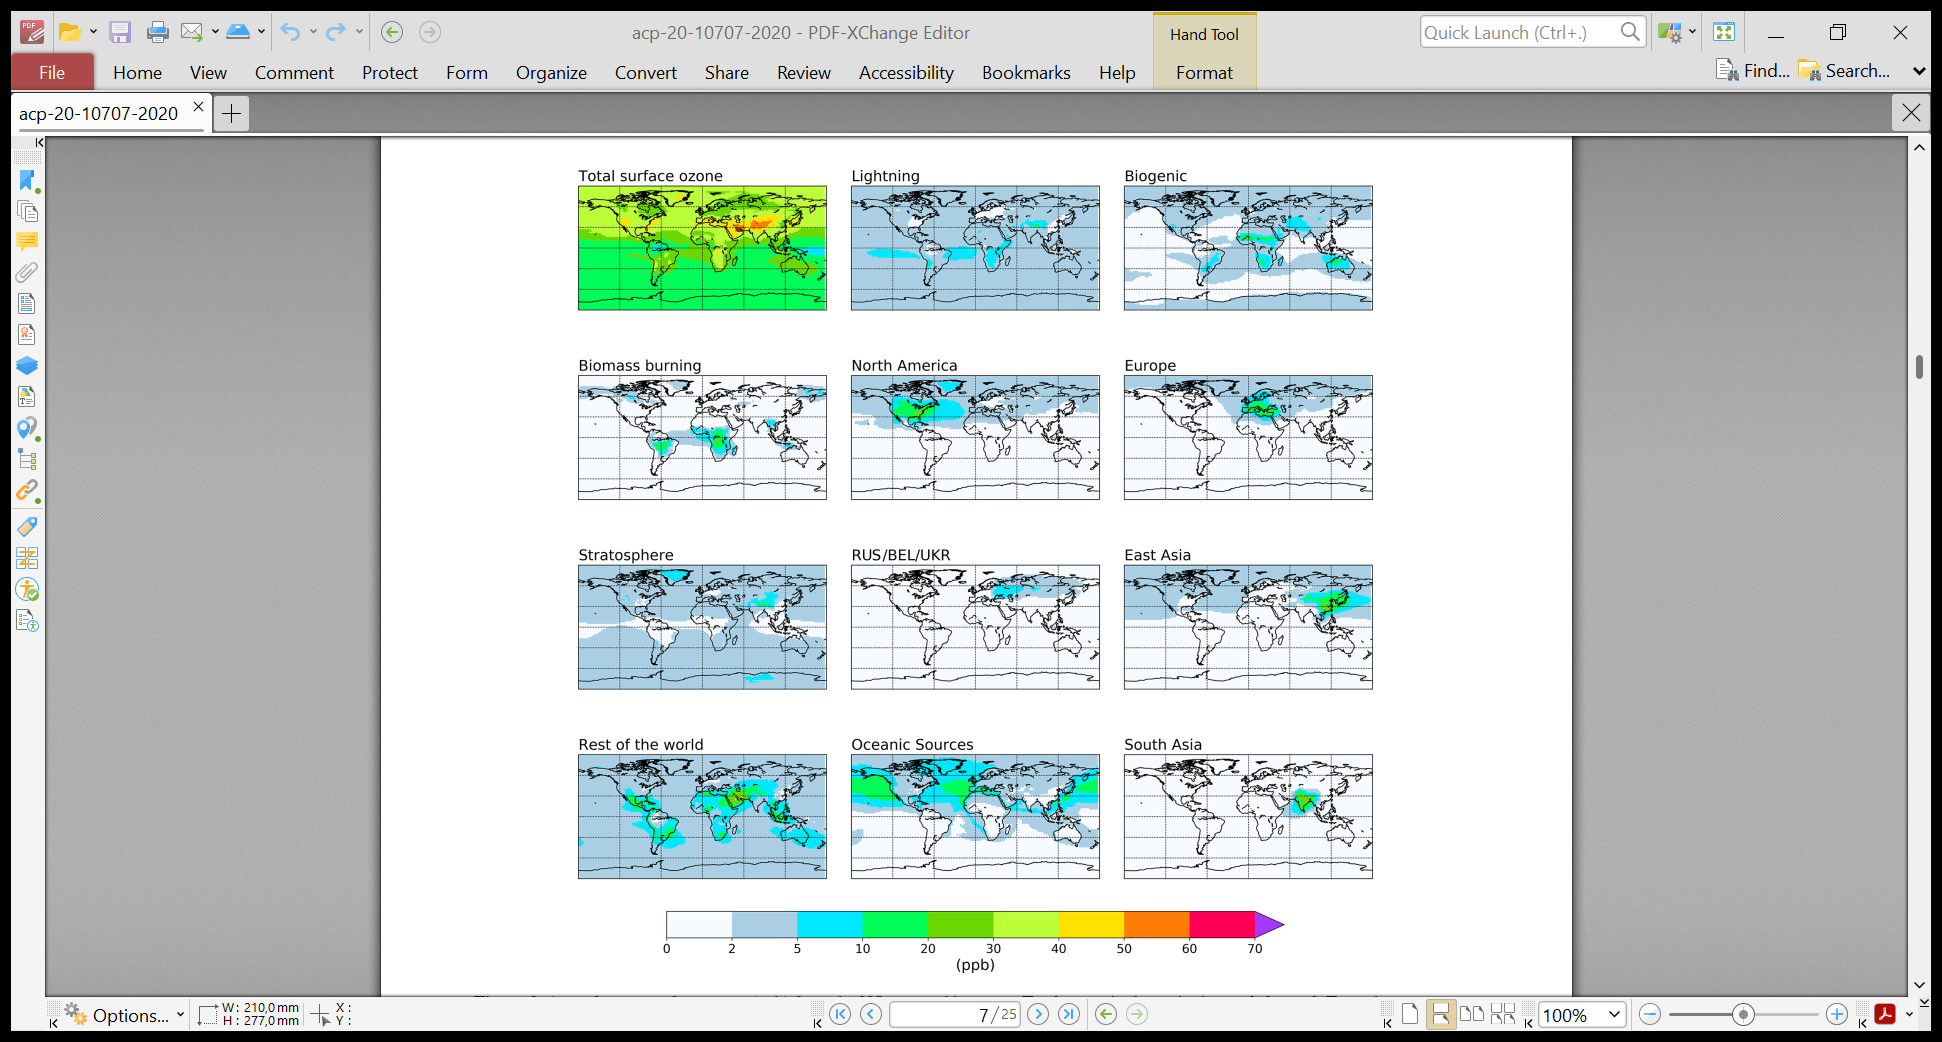 acp-20-10707-2020 - PDF-XChange Editor
Hand Tool
Quick Launch (Ctrl+.)
File
Home
View
Comment
Protect
Form
Organize
Convert
Share
Review
Accessibility
Bookmarks
Help
Format
Find...
Search...
acp-20-10707-2020
Total surface ozone
Lightning
Biogenic
Biomass burning
North America
Europe
Stratosphere
RUS/BEL/UKR
East Asia
Rest of the world
Oceanic Sources
South Asia
0 2 5 10 20 30 40 50 60 70
(ppb)
Options...
W: 210,0 mm
H: 277,0 mm
X:
Y:
7 / 25
100%